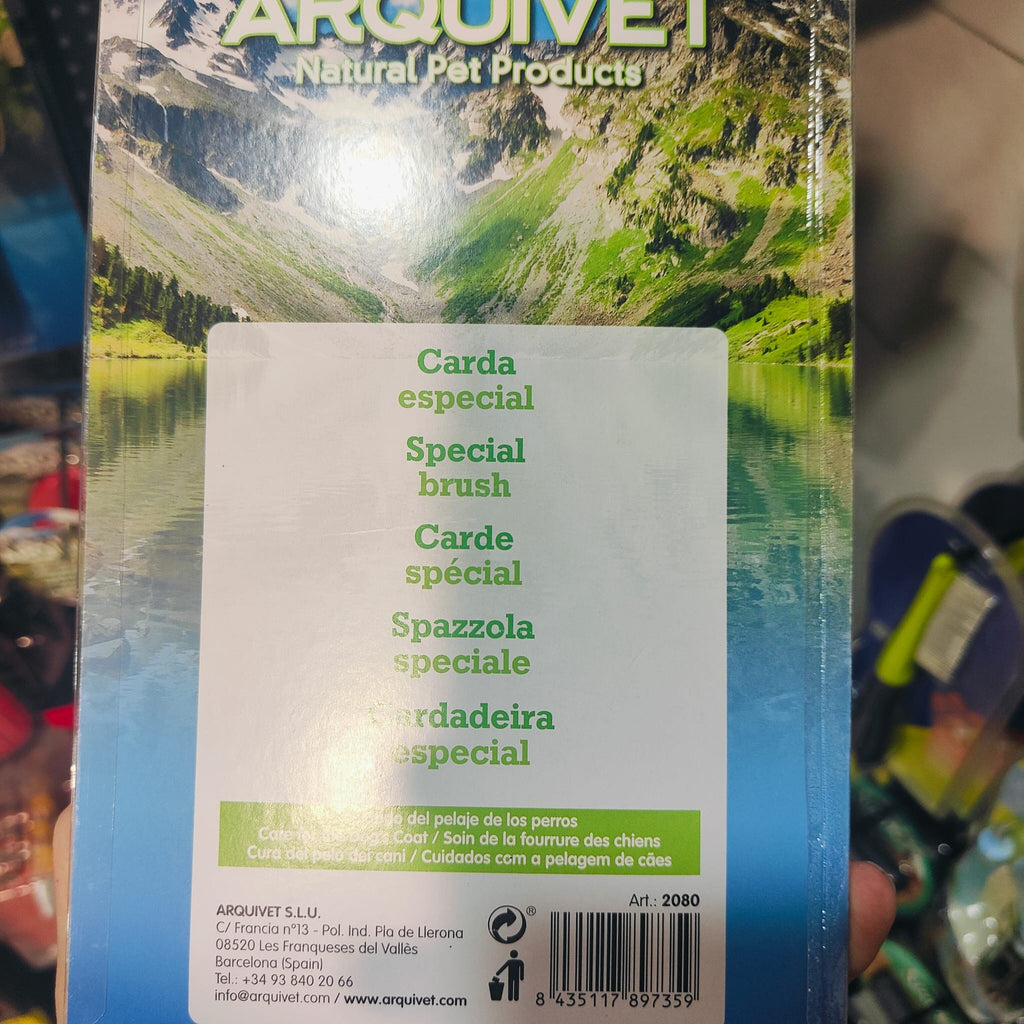 ARQUIVET
Natural Pet Products
Carda
especial
Special
brush
Carde
spécial
Spazzola
speciale
Cardadeira
especial
del pelaje de los perros
Coat / Soin de la fourrure des chiens
Cura del pelo dei cani / Cuidados com a pelagem de cães
Art.: 2080
ARQUIVET S.L.U.
C/ Francia nº13 - Pol. Ind. Pla de Llerona
08520 Les Franqueses del Vallès
Barcelona (Spain)
Tel.: +34 93 840 20 66
info@arquivet.com / www.arquivet.com
®
8 435117 897359